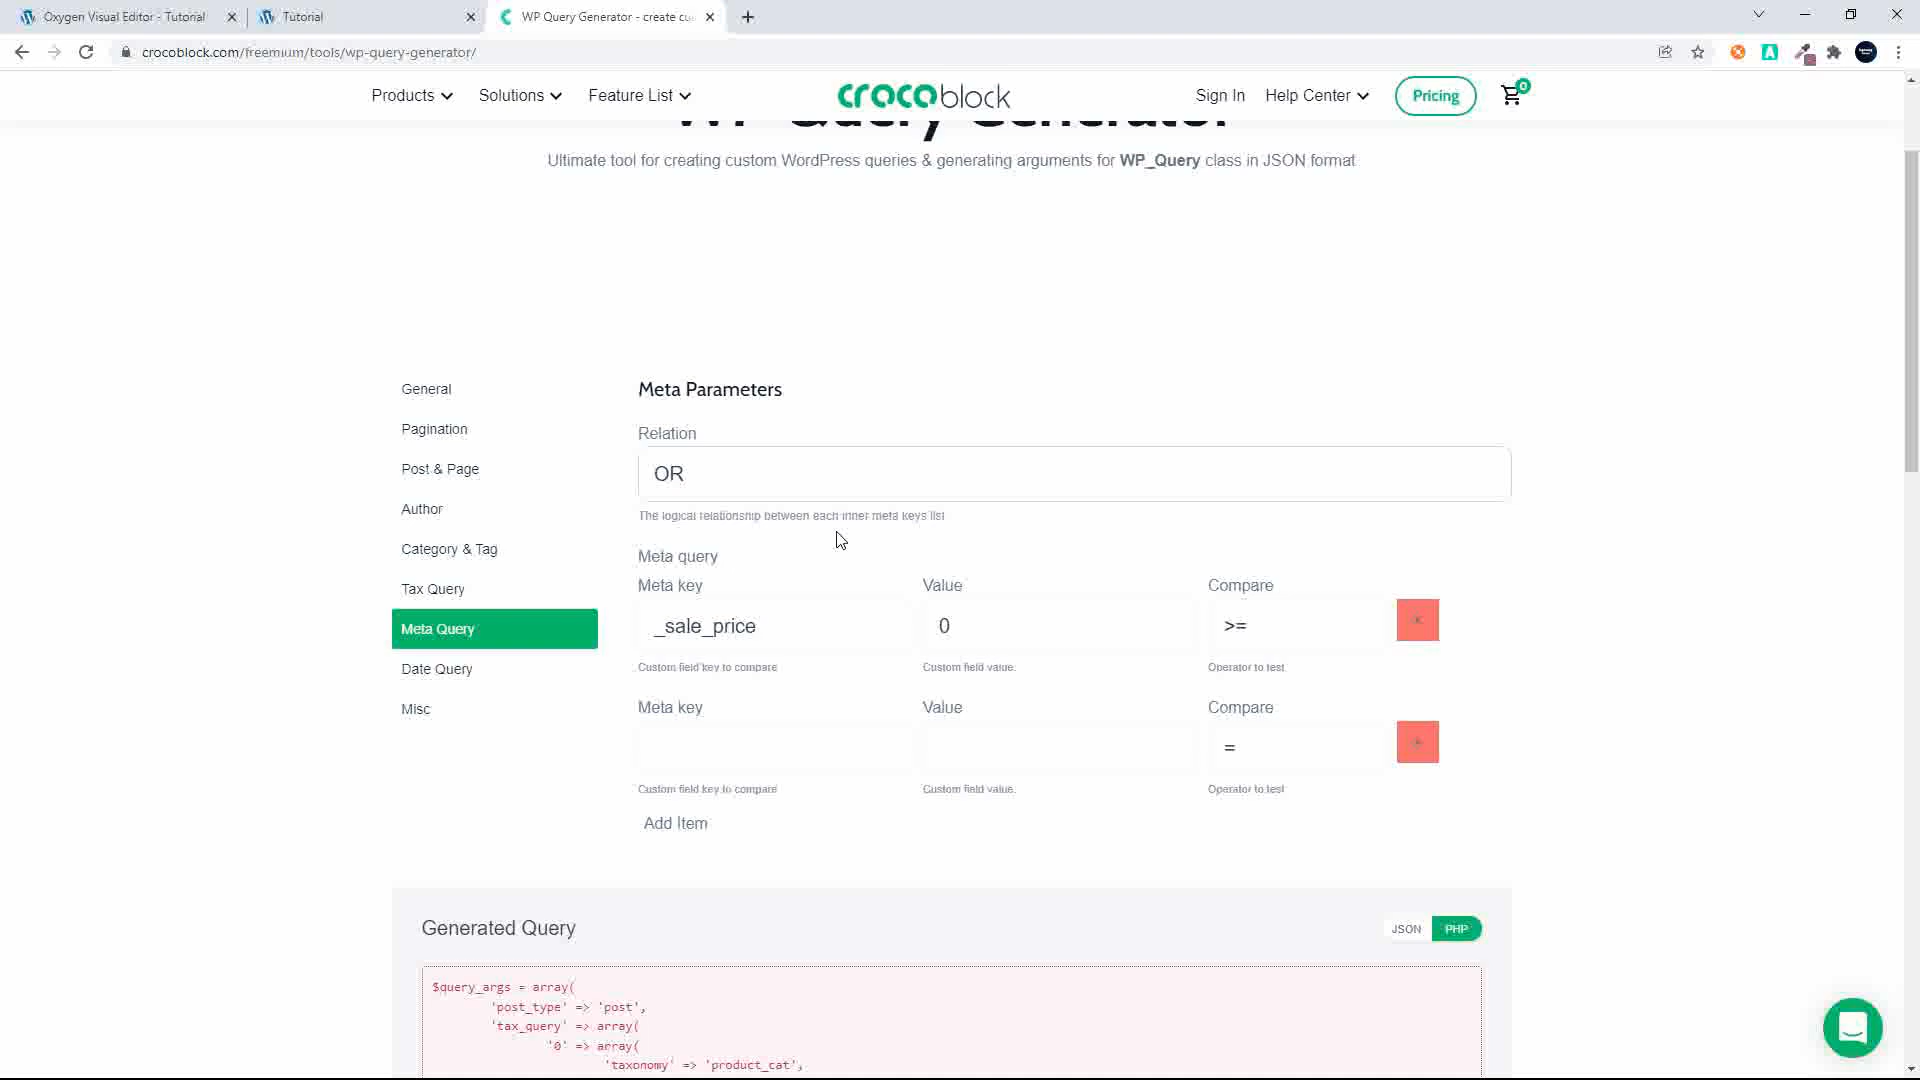 Oxygen Visual Editor - Tutorial
Tutorial
WP Query Generator - create cu
crocoblock.com/freemium/tools/wp-query-generator/
Products
Solutions
Feature List
crocoblock
Sign In
Help Center
Pricing
0
WP Query Generator
Ultimate tool for creating custom WordPress queries & generating arguments for WP_Query class in JSON format
General
Pagination
Post & Page
Author
Category & Tag
Tax Query
Meta Query
Date Query
Misc
Meta Parameters
Relation
OR
The logical relationship between each inner meta keys list
Meta query
Meta key
Value
Compare
_sale_price
0
>=
Custom field key to compare
Custom field value.
Operator to test
Meta key
Value
Compare
=
Custom field key to compare
Custom field value.
Operator to test
Add Item
Generated Query
JSON
PHP
$query_args = array(
'post_type' => 'post',
'tax_query' => array(
'0' => array(
'taxonomy' => 'product_cat',